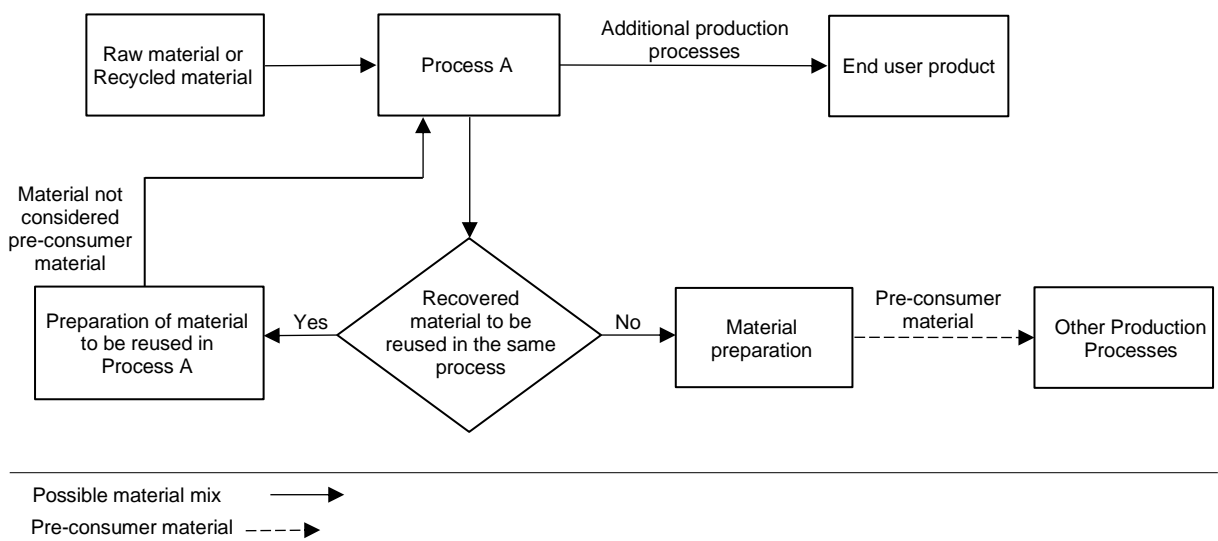 Raw material or
Recycled material
Process A
Additional production
processes
End user product
Material not
considered
pre-consumer
material
Preparation of material
to be reused in
Process A
Yes
Recovered
material to be
reused in the same
process
No
Material
preparation
Pre-consumer
material
Other Production
Processes
Possible material mix
Pre-consumer material